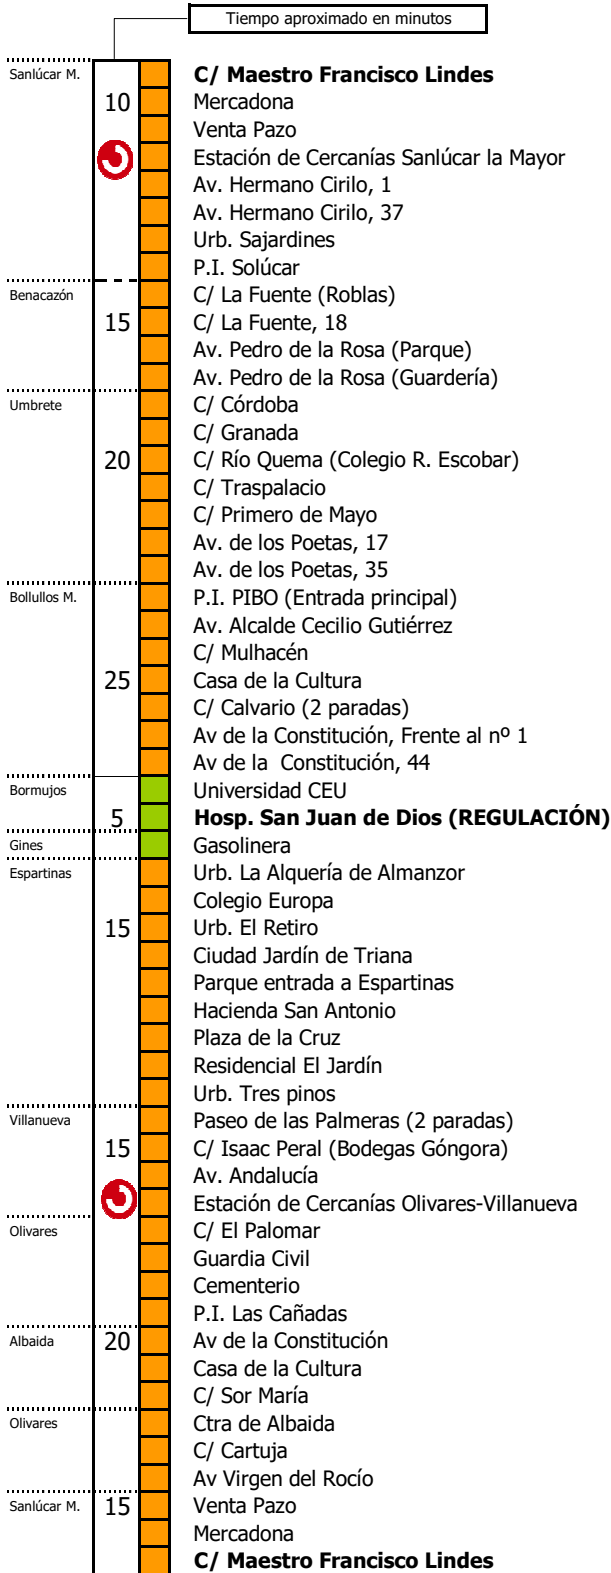 Tiempo aproximado en minutos
Sanlúcar M. C/ Maestro Francisco Lindes
10 Mercadona
Venta Pazo
Estación de Cercanías Sanlúcar la Mayor
Av. Hermano Cirilo, 1
Av. Hermano Cirilo, 37
Urb. Sajardines
P.I. Solúcar
Benacazón C/ La Fuente (Roblas)
15 C/ La Fuente, 18
Av. Pedro de la Rosa (Parque)
Av. Pedro de la Rosa (Guardería)
Umbrete C/ Córdoba
C/ Granada
20 C/ Río Quema (Colegio R. Escobar)
C/ Traspalacio
C/ Primero de Mayo
Av. de los Poetas, 17
Av. de los Poetas, 35
Bollullos M. P.I. PIBO (Entrada principal)
Av. Alcalde Cecilio Gutiérrez
C/ Mulhacén
25 Casa de la Cultura
C/ Calvario (2 paradas)
Av de la Constitución, Frente al nº 1
Av de la Constitución, 44
Bormujos Universidad CEU
5 Hosp. San Juan de Dios (REGULACIÓN)
Gines Gasolinera
Espartinas Urb. La Alquería de Almanzor
Colegio Europa
15 Urb. El Retiro
Ciudad Jardín de Triana
Parque entrada a Espartinas
Hacienda San Antonio
Plaza de la Cruz
Residencial El Jardín
Urb. Tres pinos
Villanueva Paseo de las Palmeras (2 paradas)
15 C/ Isaac Peral (Bodegas Góngora)
Av. Andalucía
Estación de Cercanías Olivares-Villanueva
Olivares C/ El Palomar
Guardia Civil
Cementerio
P.I. Las Cañadas
Albaida 20 Av de la Constitución
Casa de la Cultura
C/ Sor María
Olivares Ctra de Albaida
C/ Cartuja
Av Virgen del Rocío
Sanlúcar M. 15 Venta Pazo
Mercadona
C/ Maestro Francisco Lindes